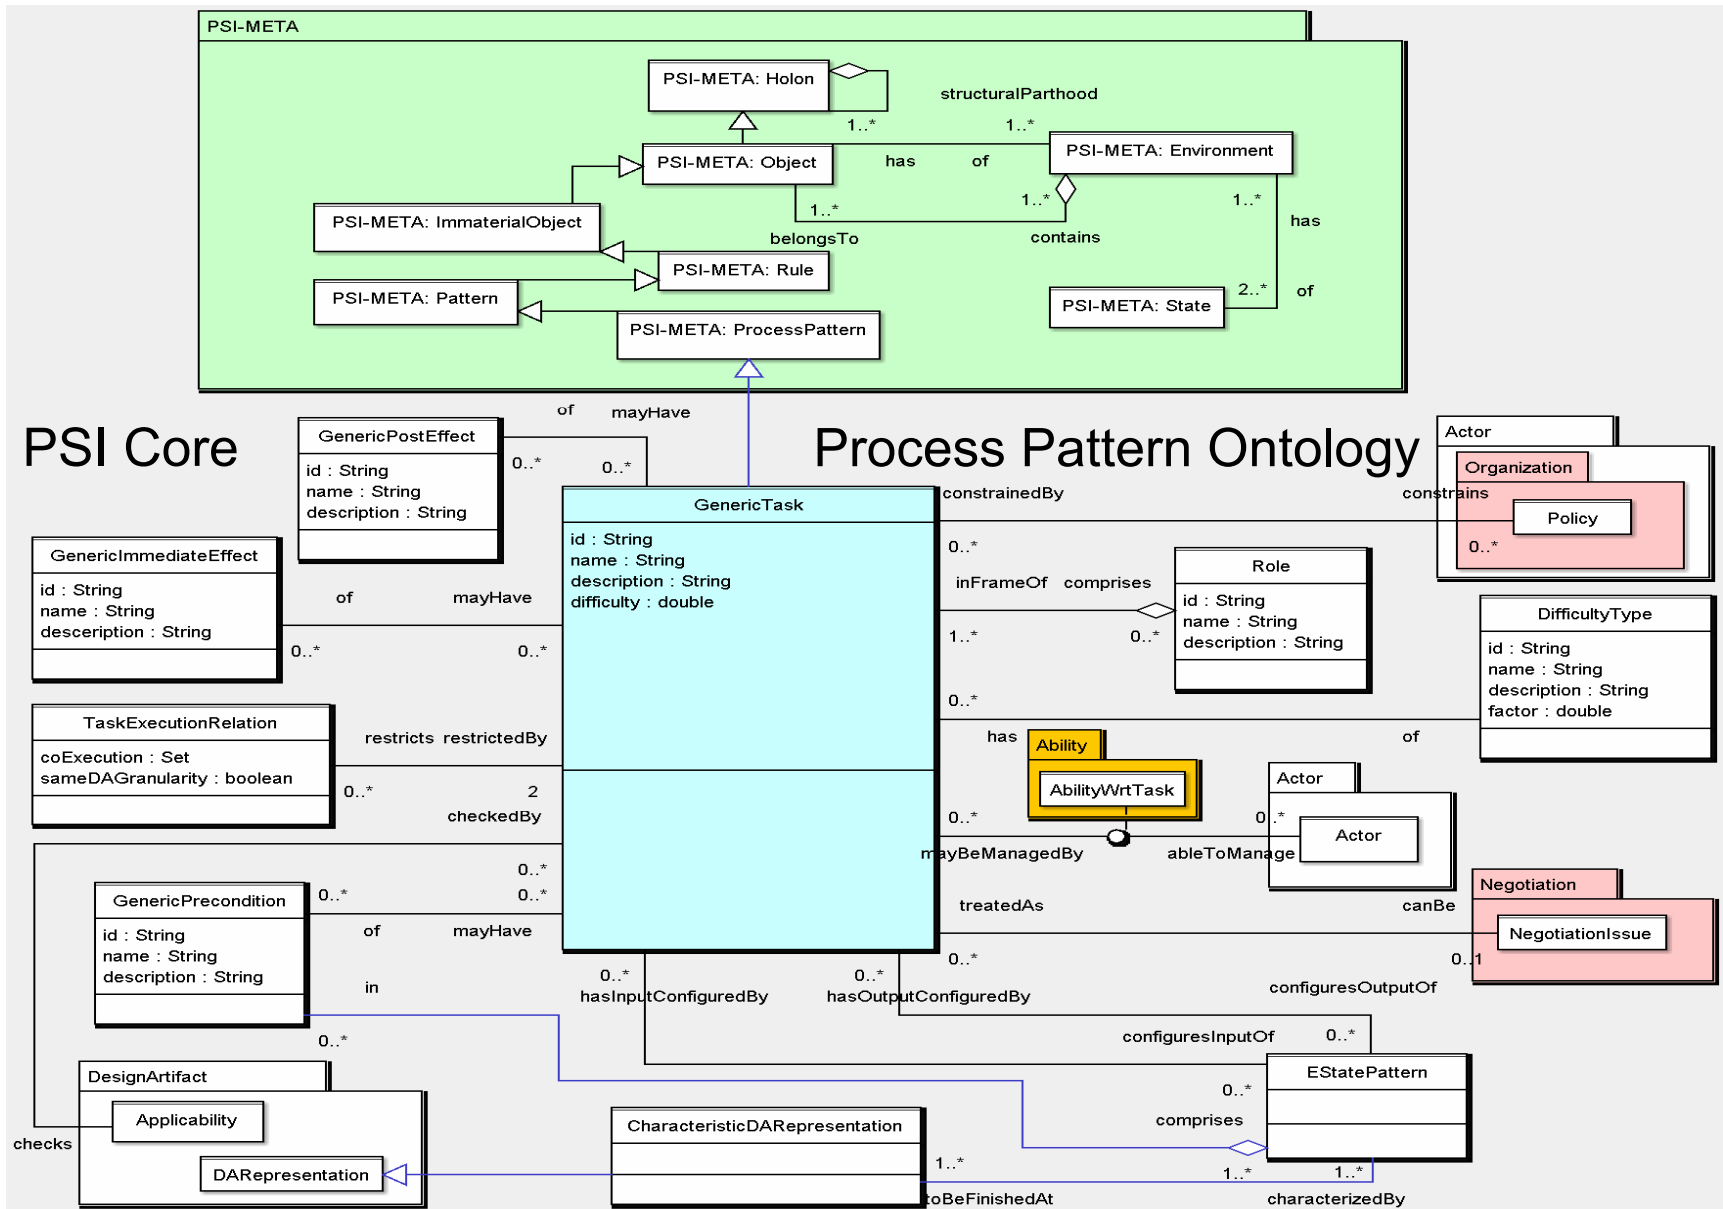 PSI-META
PSI-META: Holon
structuralParthood
1..*
1..*
PSI-META: Object
has
of
PSI-META: Environment
PSI-META: ImmaterialObject
1..*
1..*
1..*
has
belongsTo
contains
PSI-META: Rule
PSI-META: Pattern
2..*
of
PSI-META: State
PSI-META: ProcessPattern
of
mayHave
PSI Core
Process Pattern Ontology
GenericPostEffect
id : String
name : String
description : String
0..*
0..*
Actor
Organization
Policy
0..*
constrainedBy
constrains
0..*
GenericTask
id : String
name : String
description : String
difficulty : double
GenericImmediateEffect
id : String
name : String
desceription : String
of
mayHave
0..*
0..*
inFrameOf
comprises
1..*
0..*
Role
id : String
name : String
description : String
DifficultyType
id : String
name : String
description : String
factor : double
0..*
has
of
TaskExecutionRelation
coExecution : Set
sameDAGranularity : boolean
restricts
restrictedBy
0..*
2
checkedBy
0..*
Ability
AbilityWrtTask
Actor
Actor
0..*
0..*
mayBeManagedBy
ableToManage
GenericPrecondition
id : String
name : String
description : String
0..*
0..*
of
mayHave
in
0..*
treatedAs
canBe
0..*
0..1
Negotiation
NegotiationIssue
0..*
hasInputConfiguredBy
0..*
hasOutputConfiguredBy
configuresOutputOf
configuresInputOf
0..*
EStatePattern
0..*
comprises
DesignArtifact
Applicability
checks
DARepresentation
CharacteristicDARepresentation
1..*
1..*
1..*
toBeFinishedAt
characterizedBy